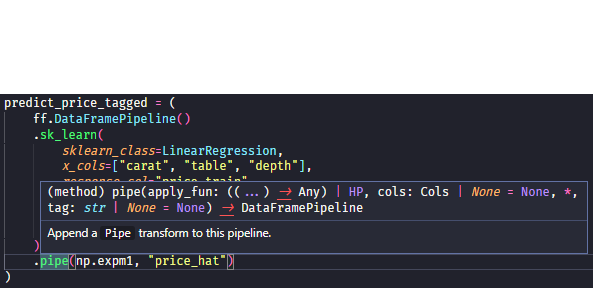 predict_price_tagged = (
ff.DataFramePipeline()
.sk_learn(
sklearn_class=LinearRegression,
x_cols=["carat", "table", "depth"],
response_col="price_train"
(method) pipe(apply_fun: ((...) -> Any) | HP, cols: Cols | None = None, *,
tag: str | None = None) -> DataFramePipeline
Append a Pipe transform to this pipeline.
)
.pipe(np.expm1, "price_hat")
)